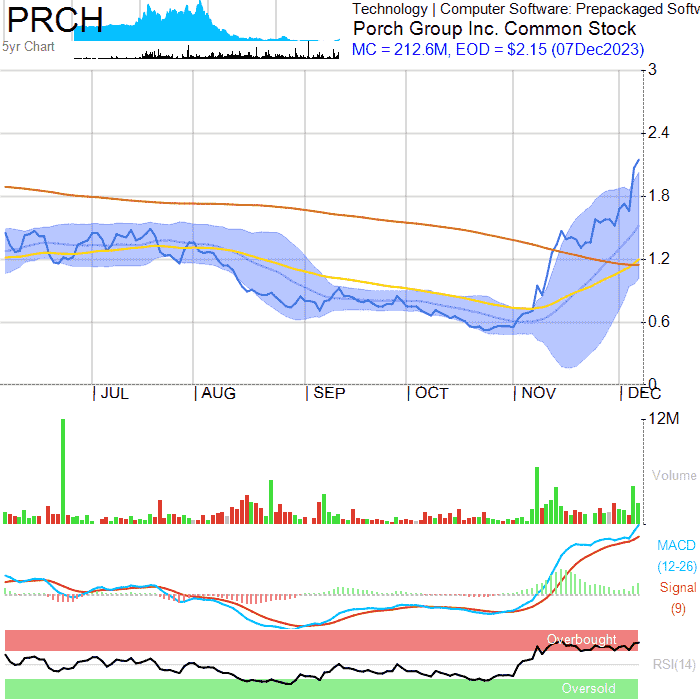 PRCH
5yr Chart
Technology | Computer Software: Prepackaged Softw
Porch Group Inc. Common Stock
MC = 212.6M, EOD = $2.15 (07Dec2023)
3
2.4
1.8
1.2
0.6
0
JUL AUG SEP OCT NOV DEC
12M
Volume
MACD
(12-26)
Signal
(9)
Overbought
RSI(14)
Oversold